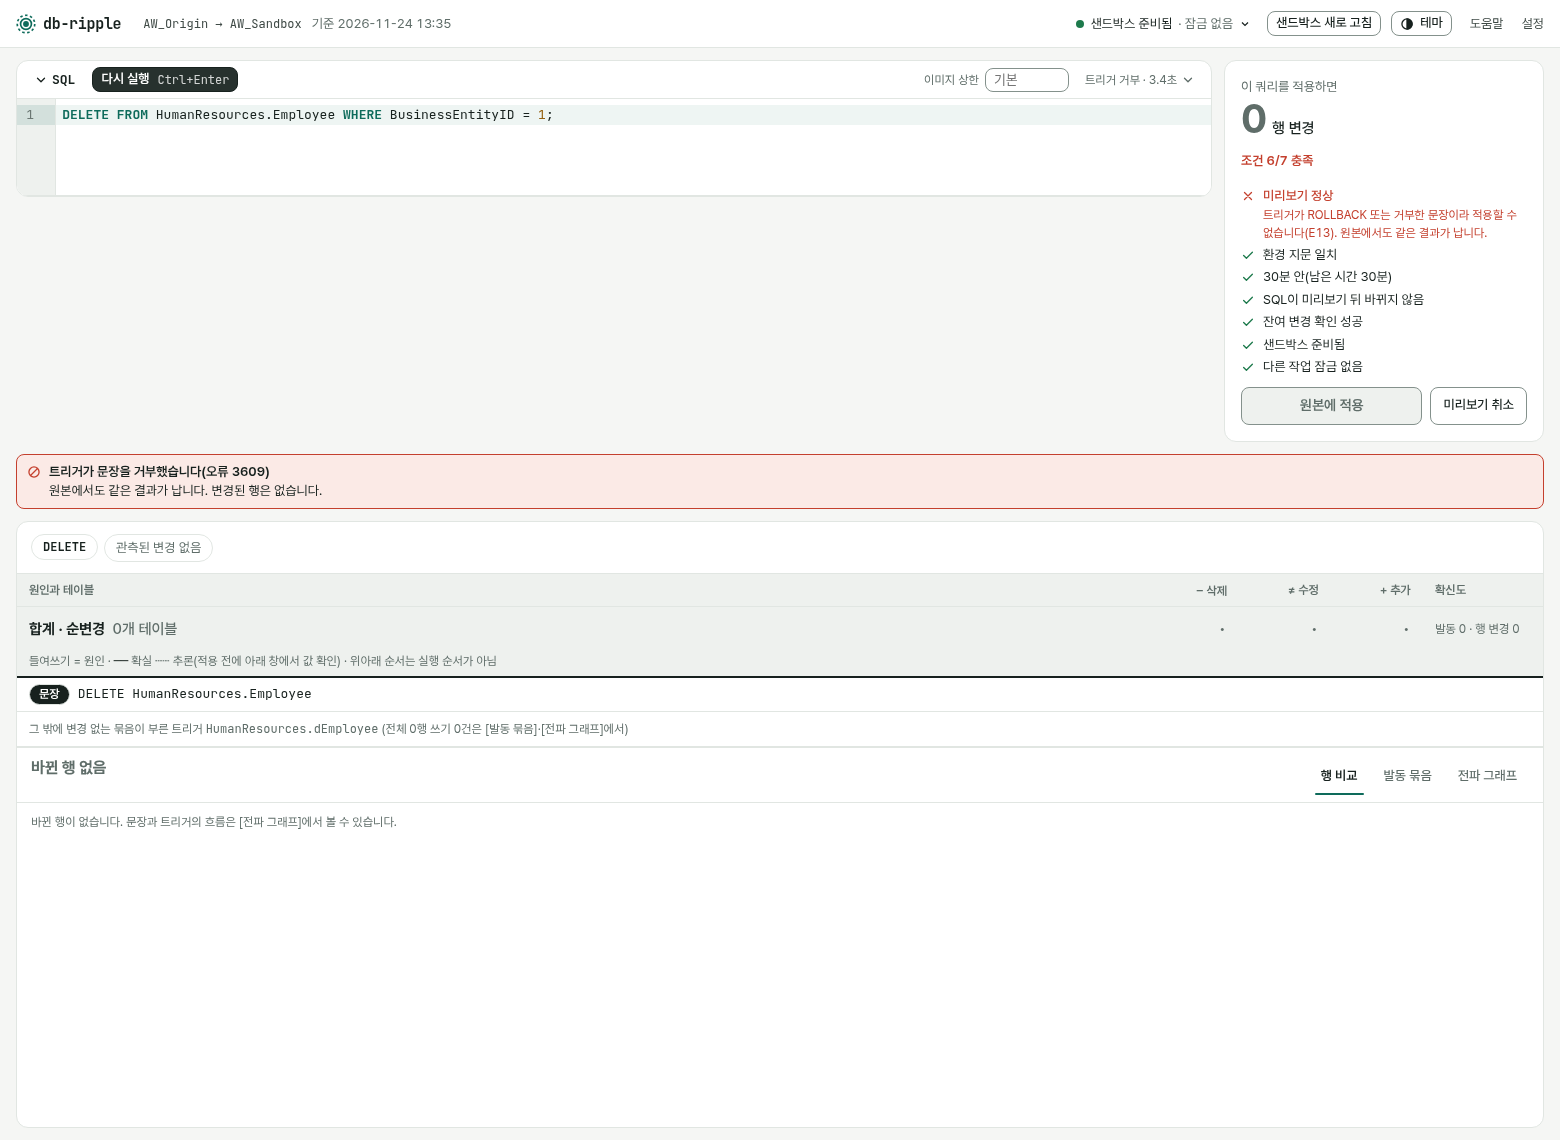 db-ripple AW_Origin → AW_Sandbox 기준 2026-11-24 13:35 샌드박스 준비됨 · 잠금 없음 샌드박스 새로 고침 테마 도움말 설정
SQL 다시 실행 Ctrl+Enter 이미지 상한 기본 트리거 거부 · 3.4초
1 DELETE FROM HumanResources.Employee WHERE BusinessEntityID = 1;
이 쿼리를 적용하면
0 행 변경
조건 6/7 충족
미리보기 정상
트리거가 ROLLBACK 또는 거부한 문장이라 적용할 수
없습니다(E13). 원본에서도 같은 결과가 납니다.
환경 지문 일치
30분 안(남은 시간 30분)
SQL이 미리보기 뒤 바뀌지 않음
잔여 변경 확인 성공
샌드박스 준비됨
다른 작업 잠금 없음
원본에 적용 미리보기 취소
트리거가 문장을 거부했습니다(오류 3609)
원본에서도 같은 결과가 납니다. 변경된 행은 없습니다.
DELETE 관측된 변경 없음
원인과 테이블 − 삭제 ≠ 수정 + 추가 확신도
합계 · 순변경 0개 테이블 · · · 발동 0 · 행 변경 0
들여쓰기 = 원인 · ── 확실 ┄┄ 추론(적용 전에 아래 창에서 값 확인) · 위아래 순서는 실행 순서가 아님
문장 DELETE HumanResources.Employee
그 밖에 변경 없는 묶음이 부른 트리거 HumanResources.dEmployee (전체 0행 쓰기 0건은 [발동 묶음]·[전파 그래프]에서)
바뀐 행 없음 행 비교 발동 묶음 전파 그래프
바뀐 행이 없습니다. 문장과 트리거의 흐름은 [전파 그래프]에서 볼 수 있습니다.